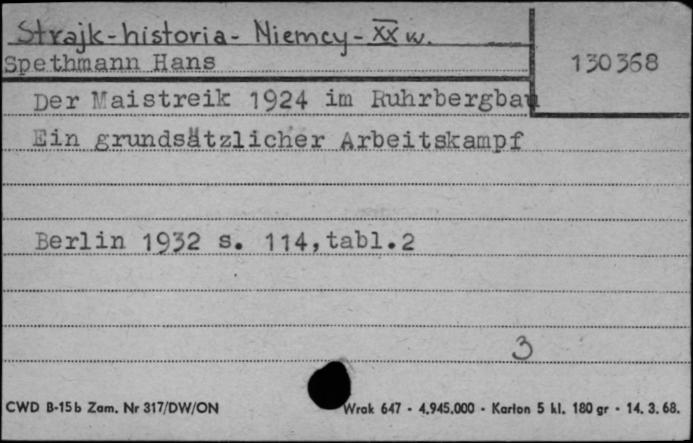 Strajk - historia - Niemcy - XX w.
Spethmann Hans
130368
Der Maistreik 1924 im Ruhrbergbau
Ein grundsätzlicher Arbeitskampf
Berlin 1932 s. 114,tabl.2
3
CWD B-15b Zam. Nr 317/DW/ON Wrak 647 - 4.945.000 - Karton 5 kl. 180 gr - 14. 3. 68.